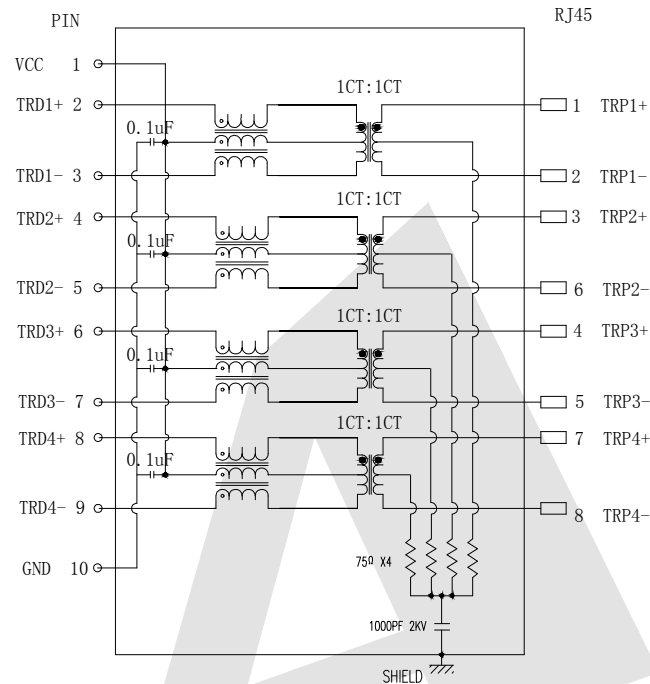 PIN RJ45
VCC 1
1CT:1CT
TRD1+ 2 1 TRP1+
0.1uF
TRD1- 3 2 TRP1-
1CT:1CT
TRD2+ 4 3 TRP2+
0.1uF
TRD2- 5 6 TRP2-
1CT:1CT
TRD3+ 6 4 TRP3+
0.1uF
TRD3- 7 5 TRP3-
1CT:1CT
TRD4+ 8 7 TRP4+
0.1uF
TRD4- 9 8 TRP4-
75Ω X4
GND 10
1000PF 2KV
SHIELD